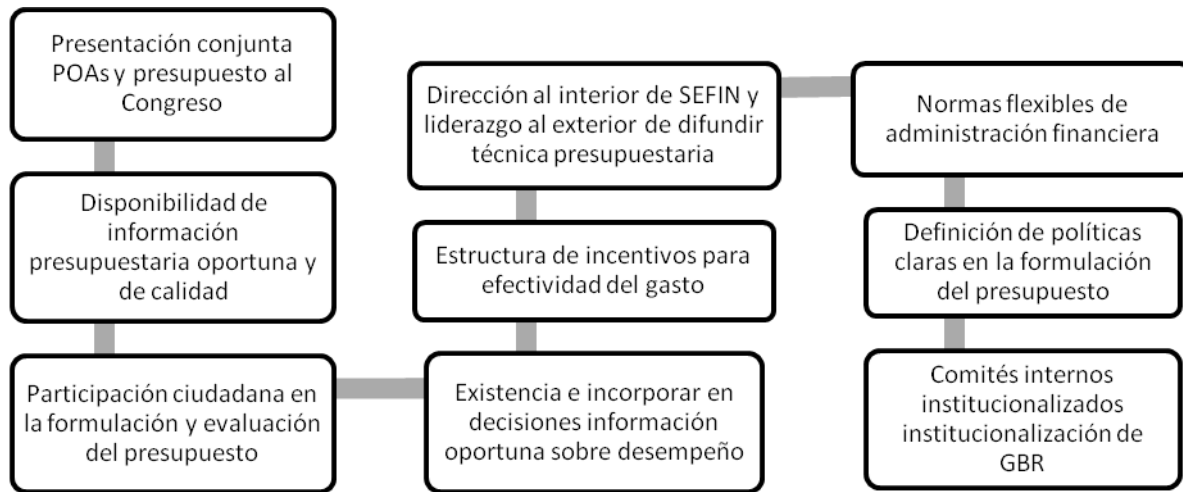 Presentación conjunta
POAs y presupuesto al
Congreso
Disponibilidad de
información
presupuestaria oportuna y
de calidad
Participación ciudadana en
la formulación y evaluación
del presupuesto
Existencia e incorporar en
decisiones información
oportuna sobre desempeño
Estructura de incentivos para
efectividad del gasto
Dirección al interior de SEFIN y
liderazgo al exterior de difundir
técnica presupuestaria
Normas flexibles de
administración financiera
Definición de políticas
claras en la formulación
del presupuesto
Comités internos
institucionalizados
institucionalización de
GBR